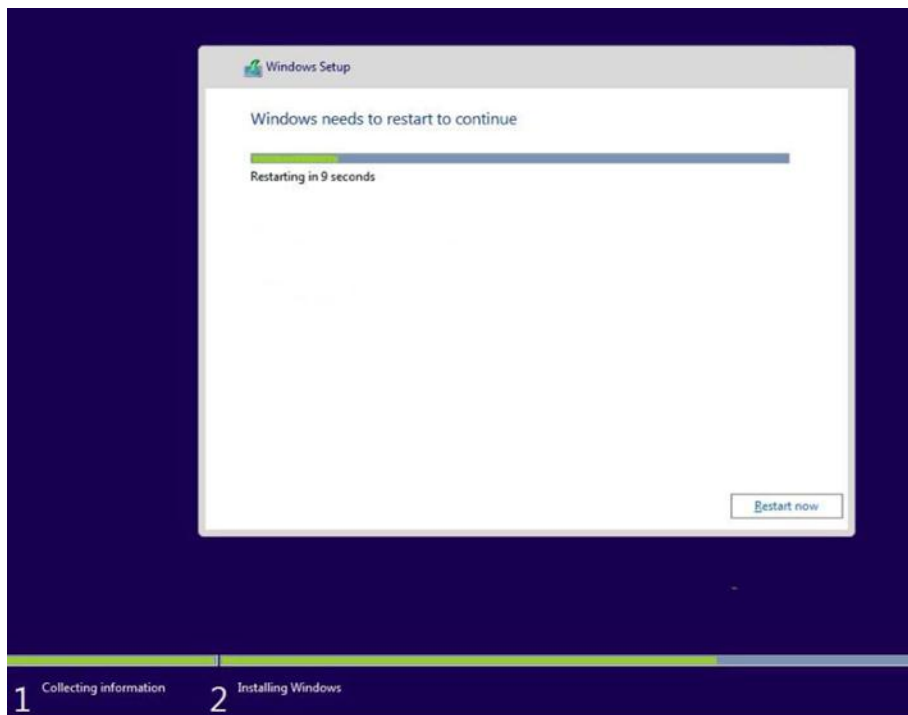 Windows Setup
Windows needs to restart to continue
Restarting in 9 seconds
Restart now
1 Collecting information
2 Installing Windows